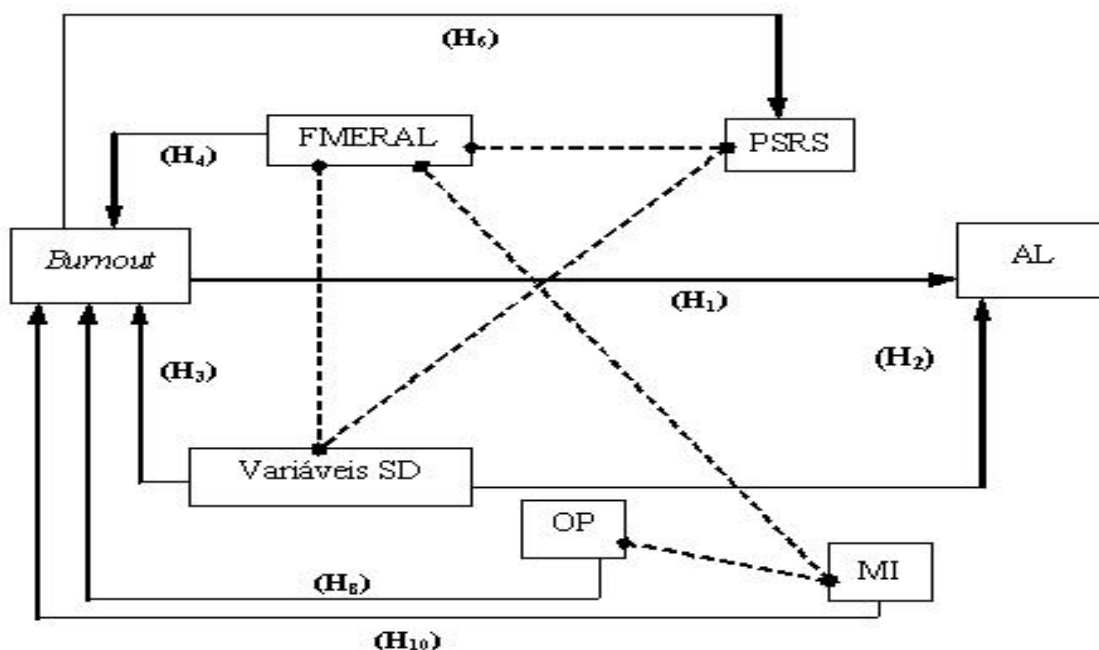 (H₆)
FMERAL
PSRS
(H₄)
Burnout
AL
(H₁)
(H₂)
(H₃)
Variáveis SD
OP
MI
(H₈)
(H₁₀)